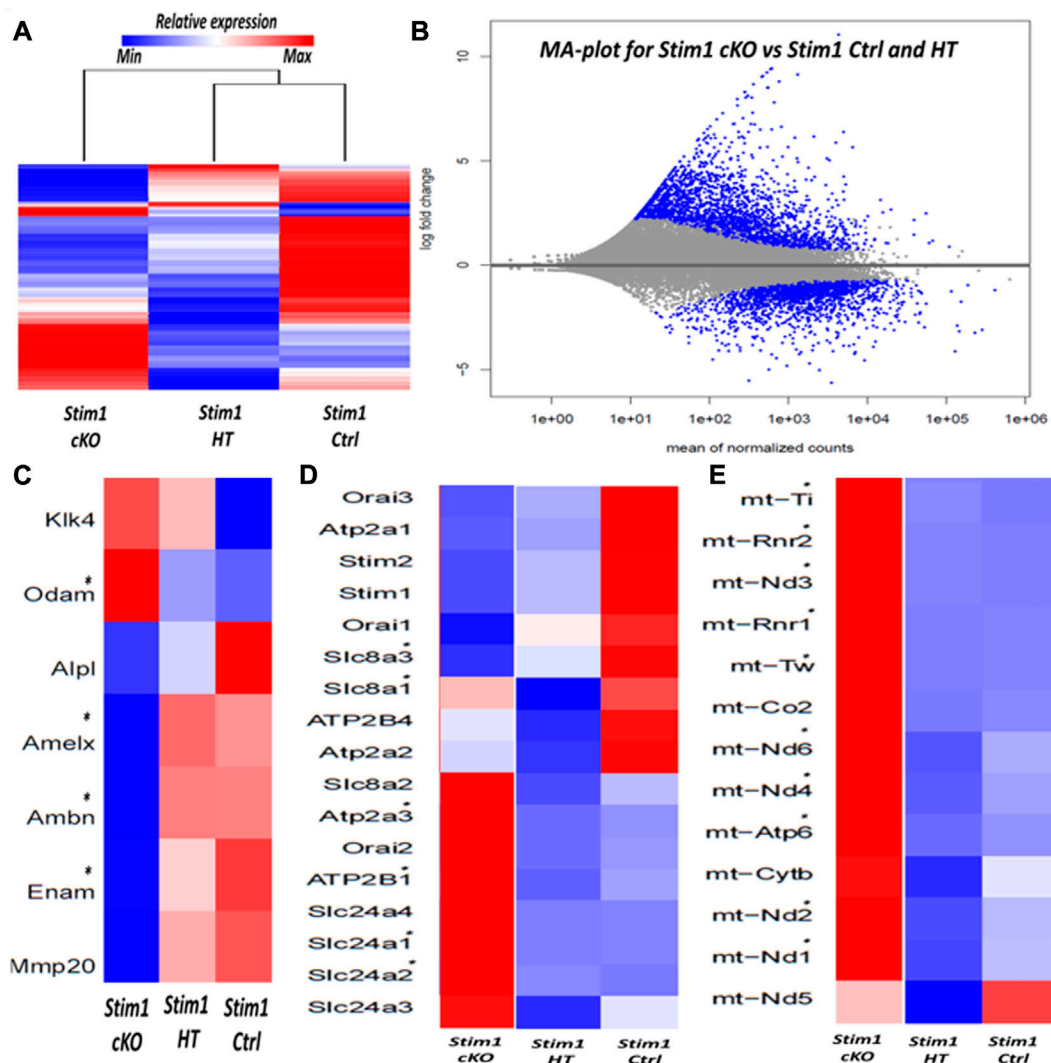 A
Relative expression
Min
Max
Stim1
cKO
Stim1
HT
Stim1
Ctrl
B
MA-plot for Stim1 cKO vs Stim1 Ctrl and HT
log fold change
10
5
0
−5
1e+00
1e+01
1e+02
1e+03
1e+04
1e+05
1e+06
mean of normalized counts
C
Klk4
Odam*
Alpl
Amelx*
Ambn*
Enam*
Mmp20
Stim1
cKO
Stim1
HT
Stim1
Ctrl
D
Orai3
Atp2a1
Stim2
Stim1
Orai1
Slc8a3*
Slc8a1*
ATP2B4
Atp2a2
Slc8a2
Atp2a3*
Orai2
ATP2B1*
Slc24a4
Slc24a1*
Slc24a2*
Slc24a3
Stim1
cKO
Stim1
HT
Stim1
Ctrl
E
mt−Ti*
mt−Rnr2*
mt−Nd3*
mt−Rnr1*
mt−Tw*
mt−Co2
mt−Nd6*
mt−Nd4*
mt−Atp6*
mt−Cytb
mt−Nd2*
mt−Nd1*
mt−Nd5
Stim1
cKO
Stim1
HT
Stim1
Ctrl